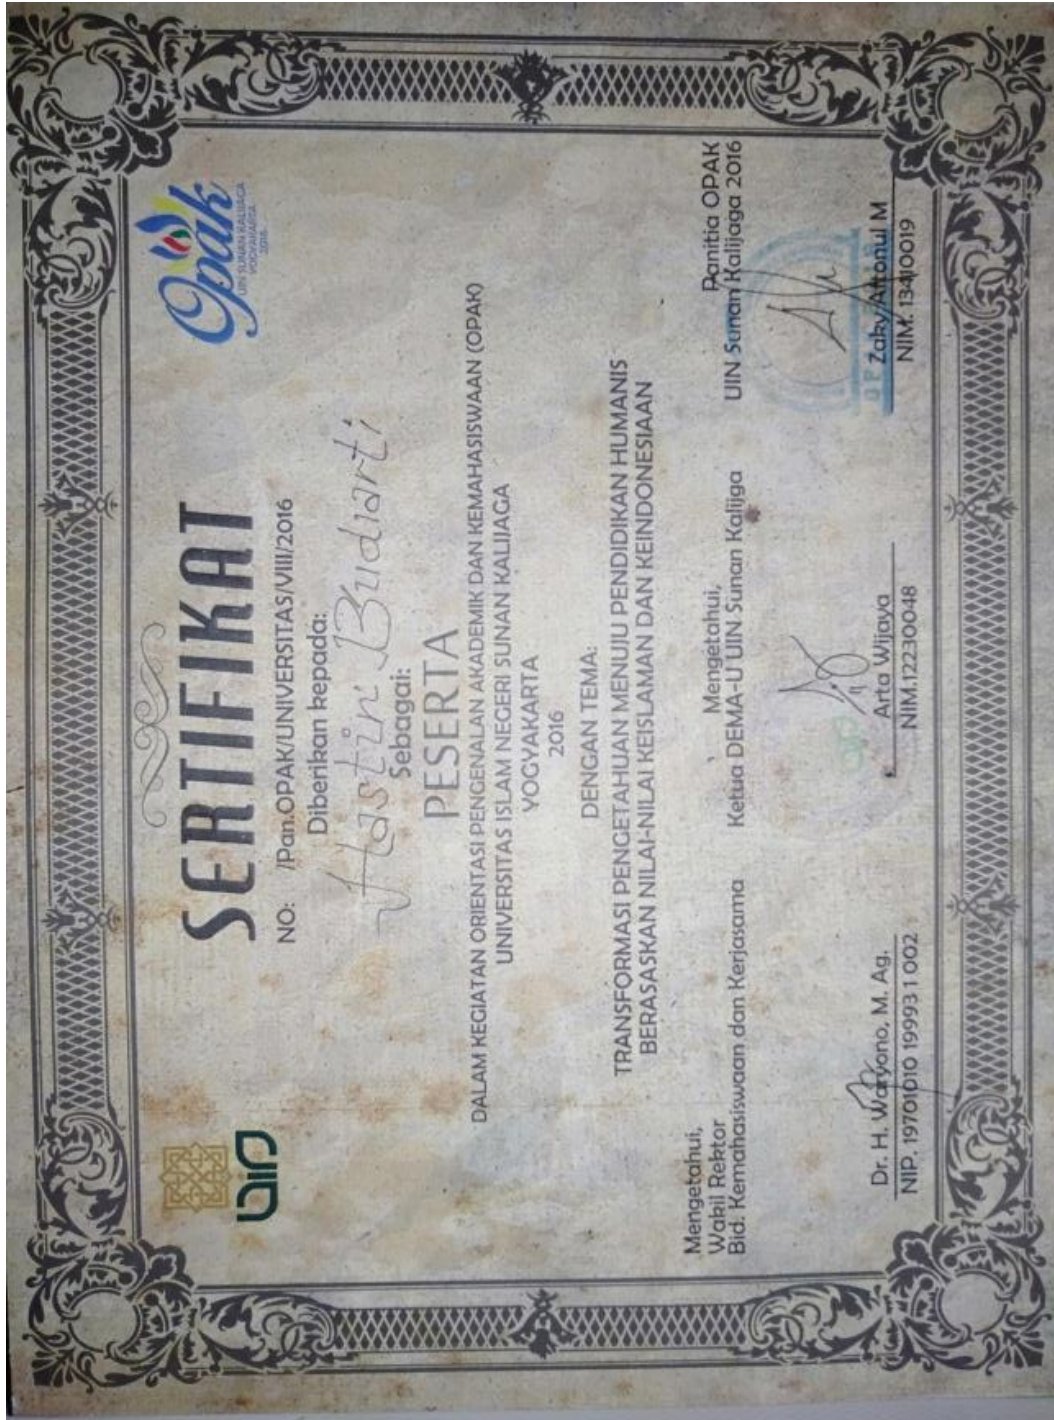 uin
Opak
UIN SUNAN KALIJAGA
YOGYAKARTA
2016
SERTIFIKAT
NO: /Pan.OPAK/UNIVERSITAS/VIII/2016
Diberikan kepada:
Hastin Budiarti
Sebagai:
PESERTA
DALAM KEGIATAN ORIENTASI PENGENALAN AKADEMIK DAN KEMAHASISWAAN (OPAK)
UNIVERSITAS ISLAM NEGERI SUNAN KALIJAGA
YOGYAKARTA
2016
DENGAN TEMA:
TRANSFORMASI PENGETAHUAN MENUJU PENDIDIKAN HUMANIS
BERASASKAN NILAI-NILAI KEISLAMAN DAN KEINDONESIAAN
Mengetahui,
Wakil Rektor
Bid. Kemahasiswaan dan Kerjasama
Dr. H. Waryono, M. Ag.
NIP. 19701010 19993 1 002
Mengetahui,
Ketua DEMA-U UIN Sunan Kalijga
Arta Wijaya
NIM.12230048
Panitia OPAK
UIN Sunan Kalijaga 2016
Zaky Aftonul M
NIM. 13410019